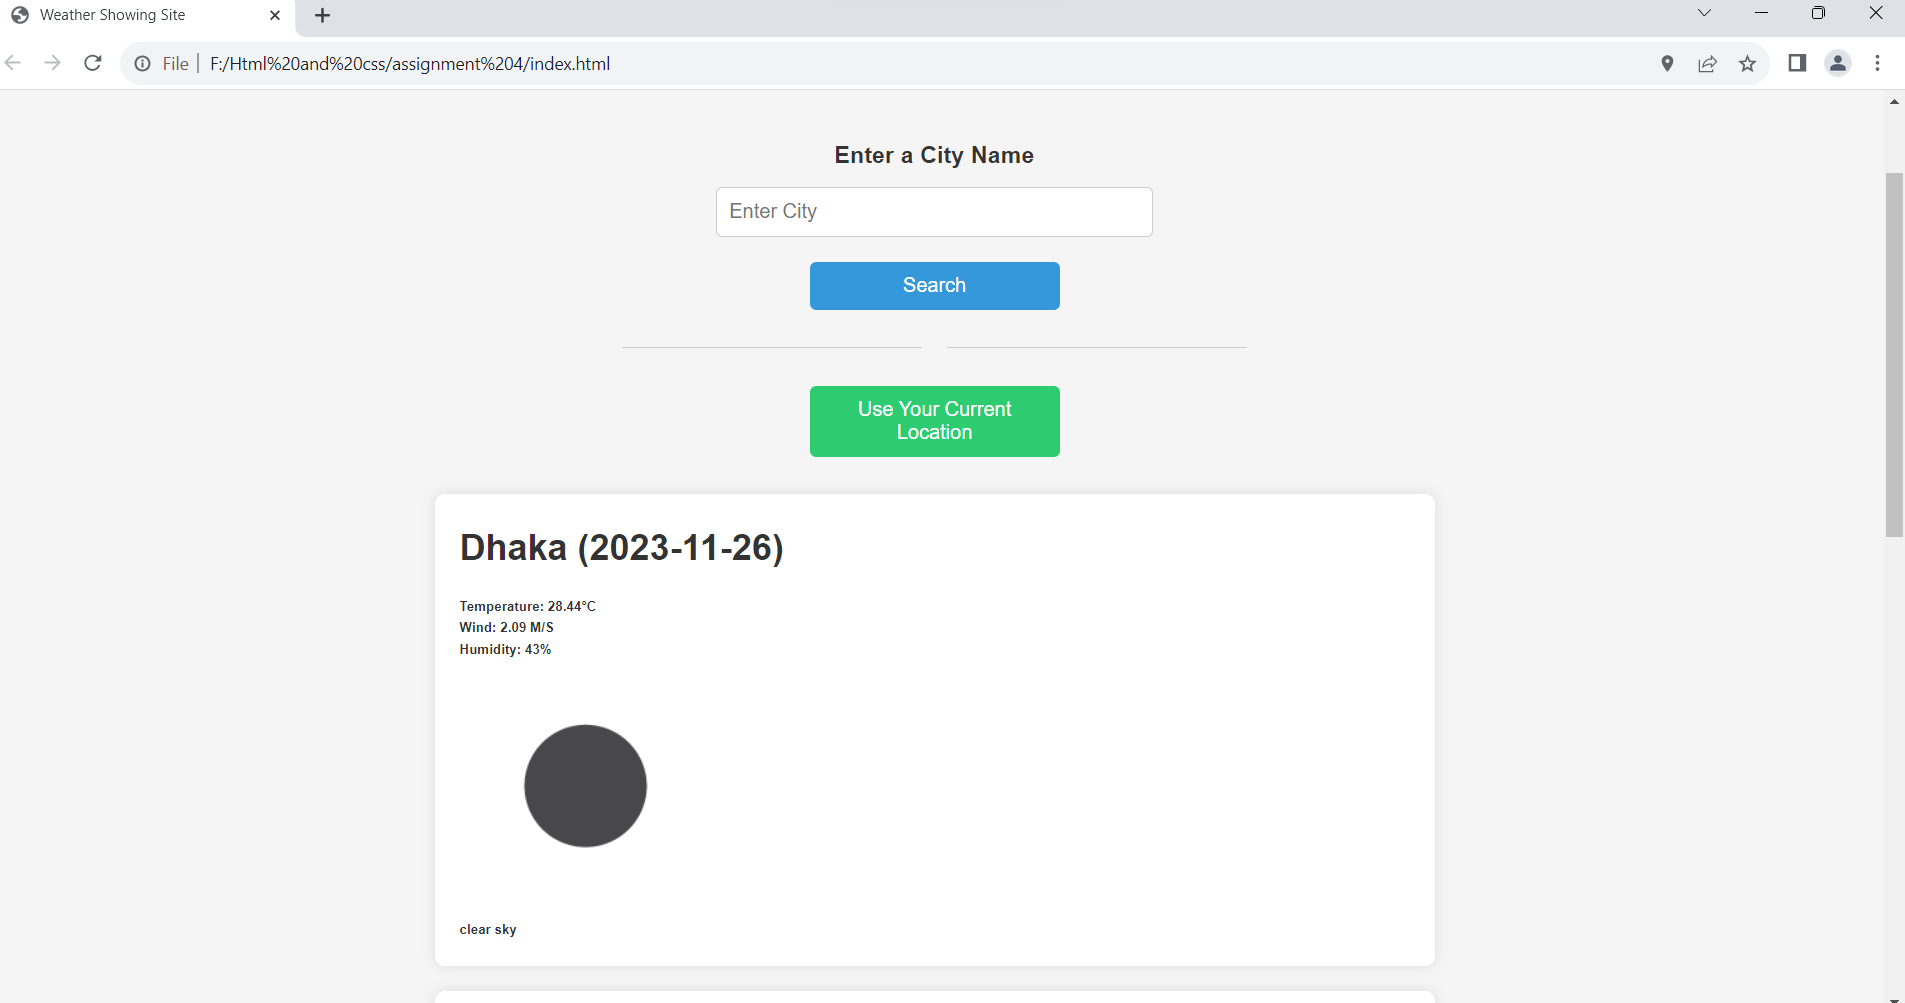 Weather Showing Site
File | F:/Html%20and%20css/assignment%204/index.html
Enter a City Name
Enter City
Search
Use Your Current
Location
Dhaka (2023-11-26)
Temperature: 28.44°C
Wind: 2.09 M/S
Humidity: 43%
clear sky